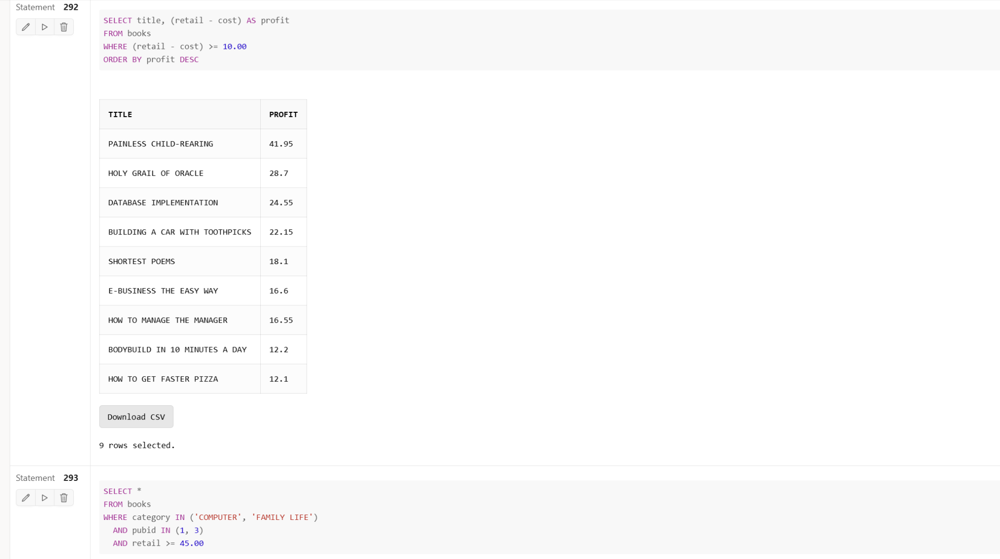 Statement 292
SELECT title, (retail - cost) AS profit
FROM books
WHERE (retail - cost) >= 10.00
ORDER BY profit DESC
TITLE PROFIT
PAINLESS CHILD-REARING 41.95
HOLY GRAIL OF ORACLE 28.7
DATABASE IMPLEMENTATION 24.55
BUILDING A CAR WITH TOOTHPICKS 22.15
SHORTEST POEMS 18.1
E-BUSINESS THE EASY WAY 16.6
HOW TO MANAGE THE MANAGER 16.55
BODYBUILD IN 10 MINUTES A DAY 12.2
HOW TO GET FASTER PIZZA 12.1
Download CSV
9 rows selected.
Statement 293
SELECT *
FROM books
WHERE category IN ('COMPUTER', 'FAMILY LIFE')
AND pubid IN (1, 3)
AND retail >= 45.00